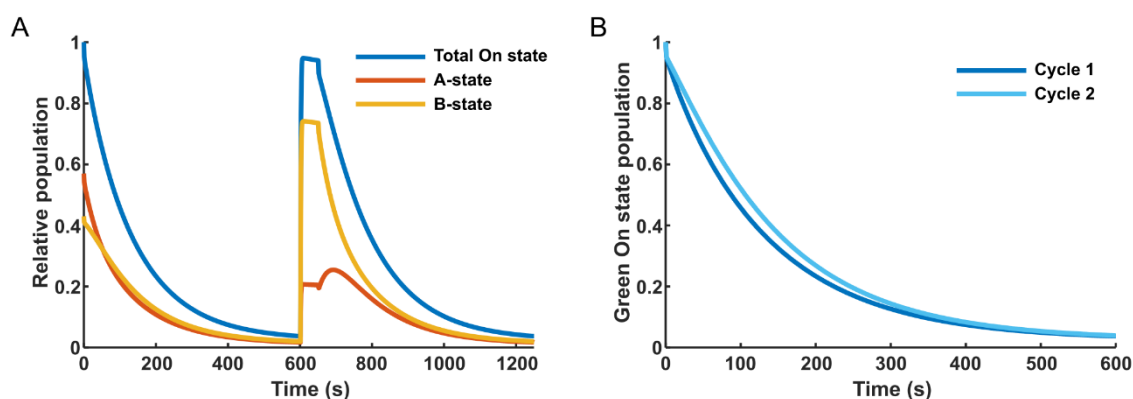 A
Relative population
1
0.8
0.6
0.4
0.2
0
0 200 400 600 800 1000 1200
Time (s)
Total On state
A-state
B-state
B
Green On state population
1
0.8
0.6
0.4
0.2
0
0 100 200 300 400 500 600
Time (s)
Cycle 1
Cycle 2